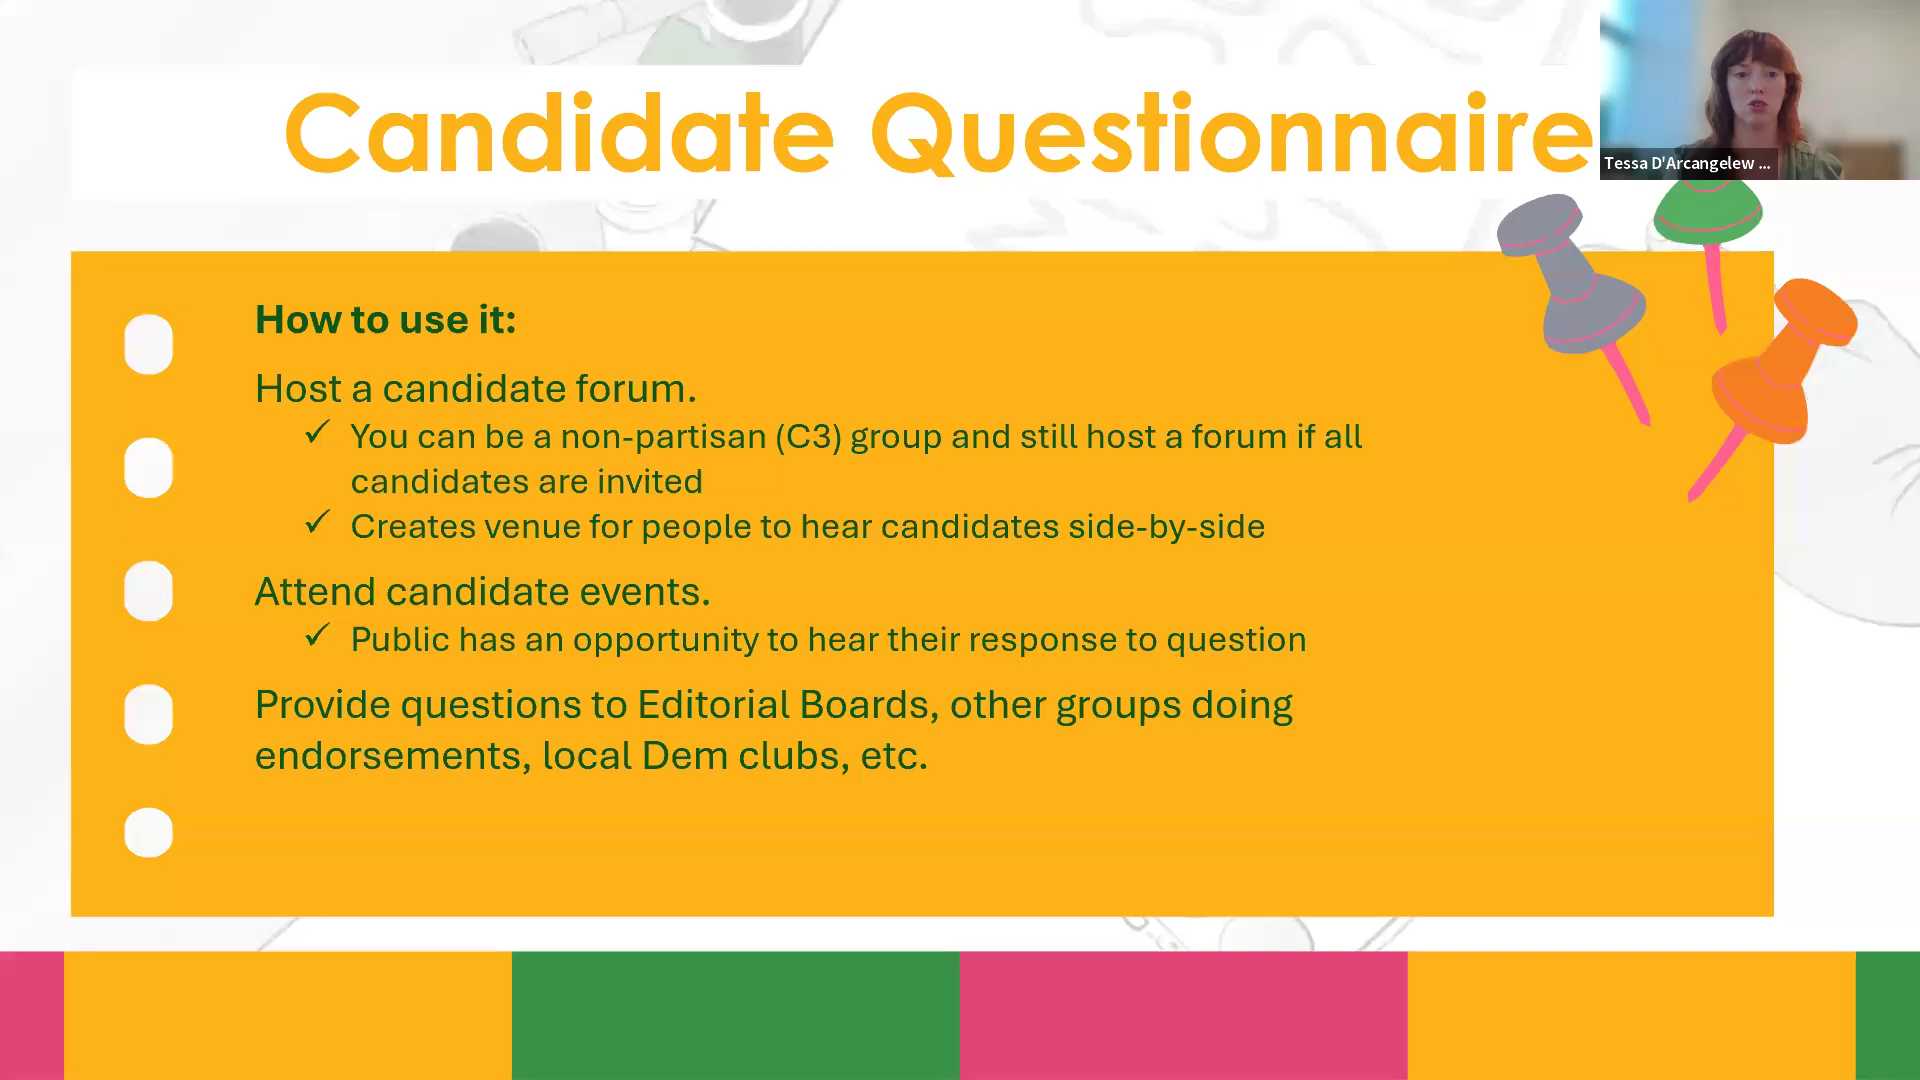 Candidate Questionnaire
Tessa D'Arcangelew ...
How to use it:
Host a candidate forum.
✓ You can be a non-partisan (C3) group and still host a forum if all
candidates are invited
✓ Creates venue for people to hear candidates side-by-side
Attend candidate events.
✓ Public has an opportunity to hear their response to question
Provide questions to Editorial Boards, other groups doing
endorsements, local Dem clubs, etc.